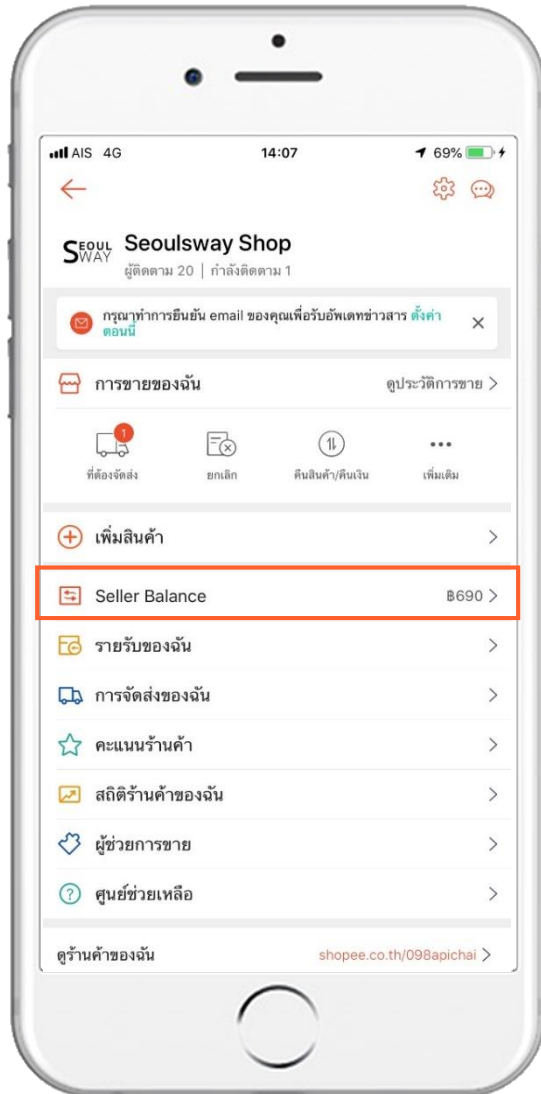 AIS 4G 14:07 69%
SEOUL WAY Seoulsway Shop
ผู้ติดตาม 20 | กำลังติดตาม 1
กรุณาทำการยืนยัน email ของคุณเพื่อรับอัพเดทข่าวสาร ตั้งค่า
ตอนนี้
การขายของฉัน ดูประวัติการขาย >
1
ที่ต้องจัดส่ง ยกเลิก คืนสินค้า/คืนเงิน เพิ่มเติม
เพิ่มสินค้า >
Seller Balance ฿690 >
รายรับของฉัน >
การจัดส่งของฉัน >
คะแนนร้านค้า >
สถิติร้านค้าของฉัน >
ผู้ช่วยการขาย >
ศูนย์ช่วยเหลือ >
ดูร้านค้าของฉัน shopee.co.th/098apichai >